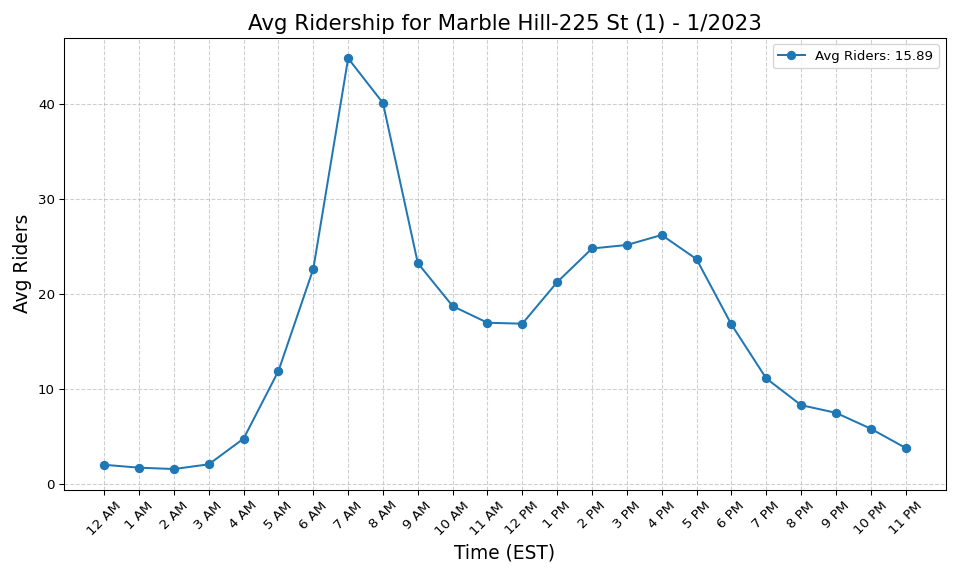 Avg Ridership for Marble Hill-225 St (1) - 1/2023
Avg Riders: 15.89
Avg Riders
40
30
20
10
0
12 AM 1 AM 2 AM 3 AM 4 AM 5 AM 6 AM 7 AM 8 AM 9 AM 10 AM 11 AM 12 PM 1 PM 2 PM 3 PM 4 PM 5 PM 6 PM 7 PM 8 PM 9 PM 10 PM 11 PM
Time (EST)